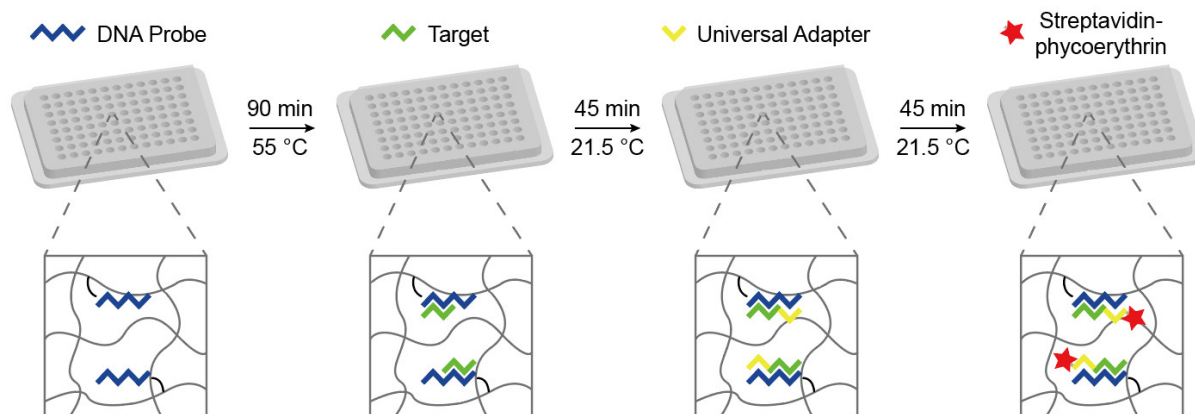 DNA Probe
Target
Universal Adapter
Streptavidin-
phycoerythrin
90 min
55 °C
45 min
21.5 °C
45 min
21.5 °C